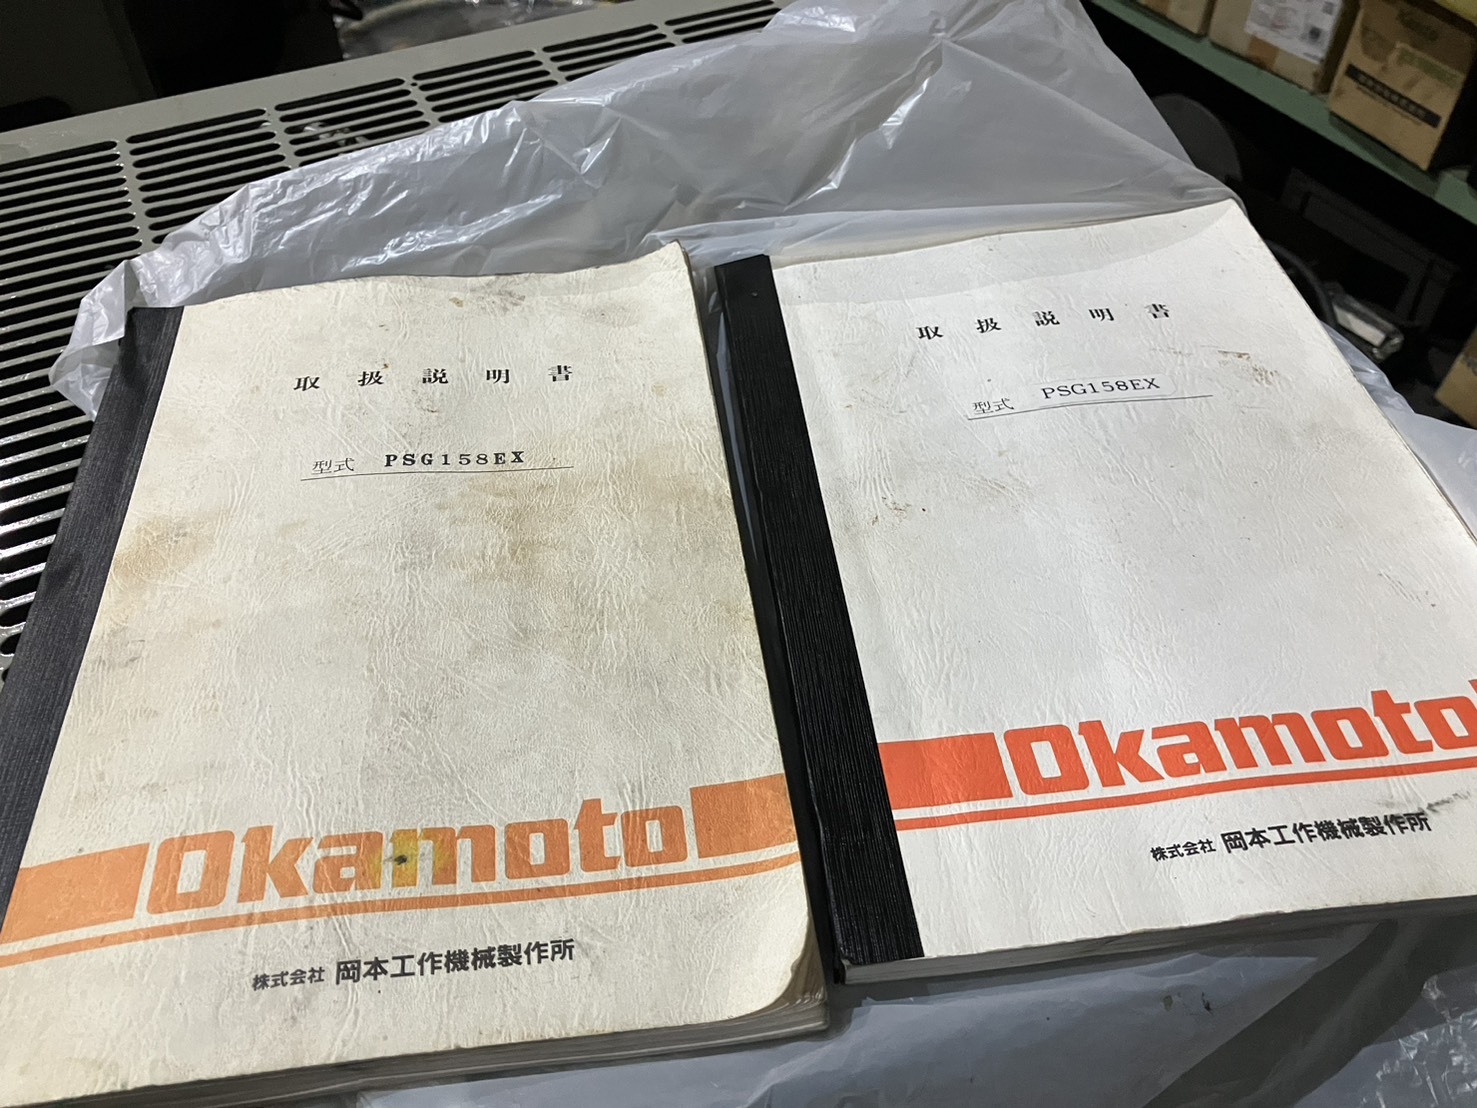 取扱説明書
型式 PSG158EX
Okamoto
株式会社 岡本工作機械製作所
取扱説明書
型式 PSG158EX
Okamoto
株式会社 岡本工作機械製作所